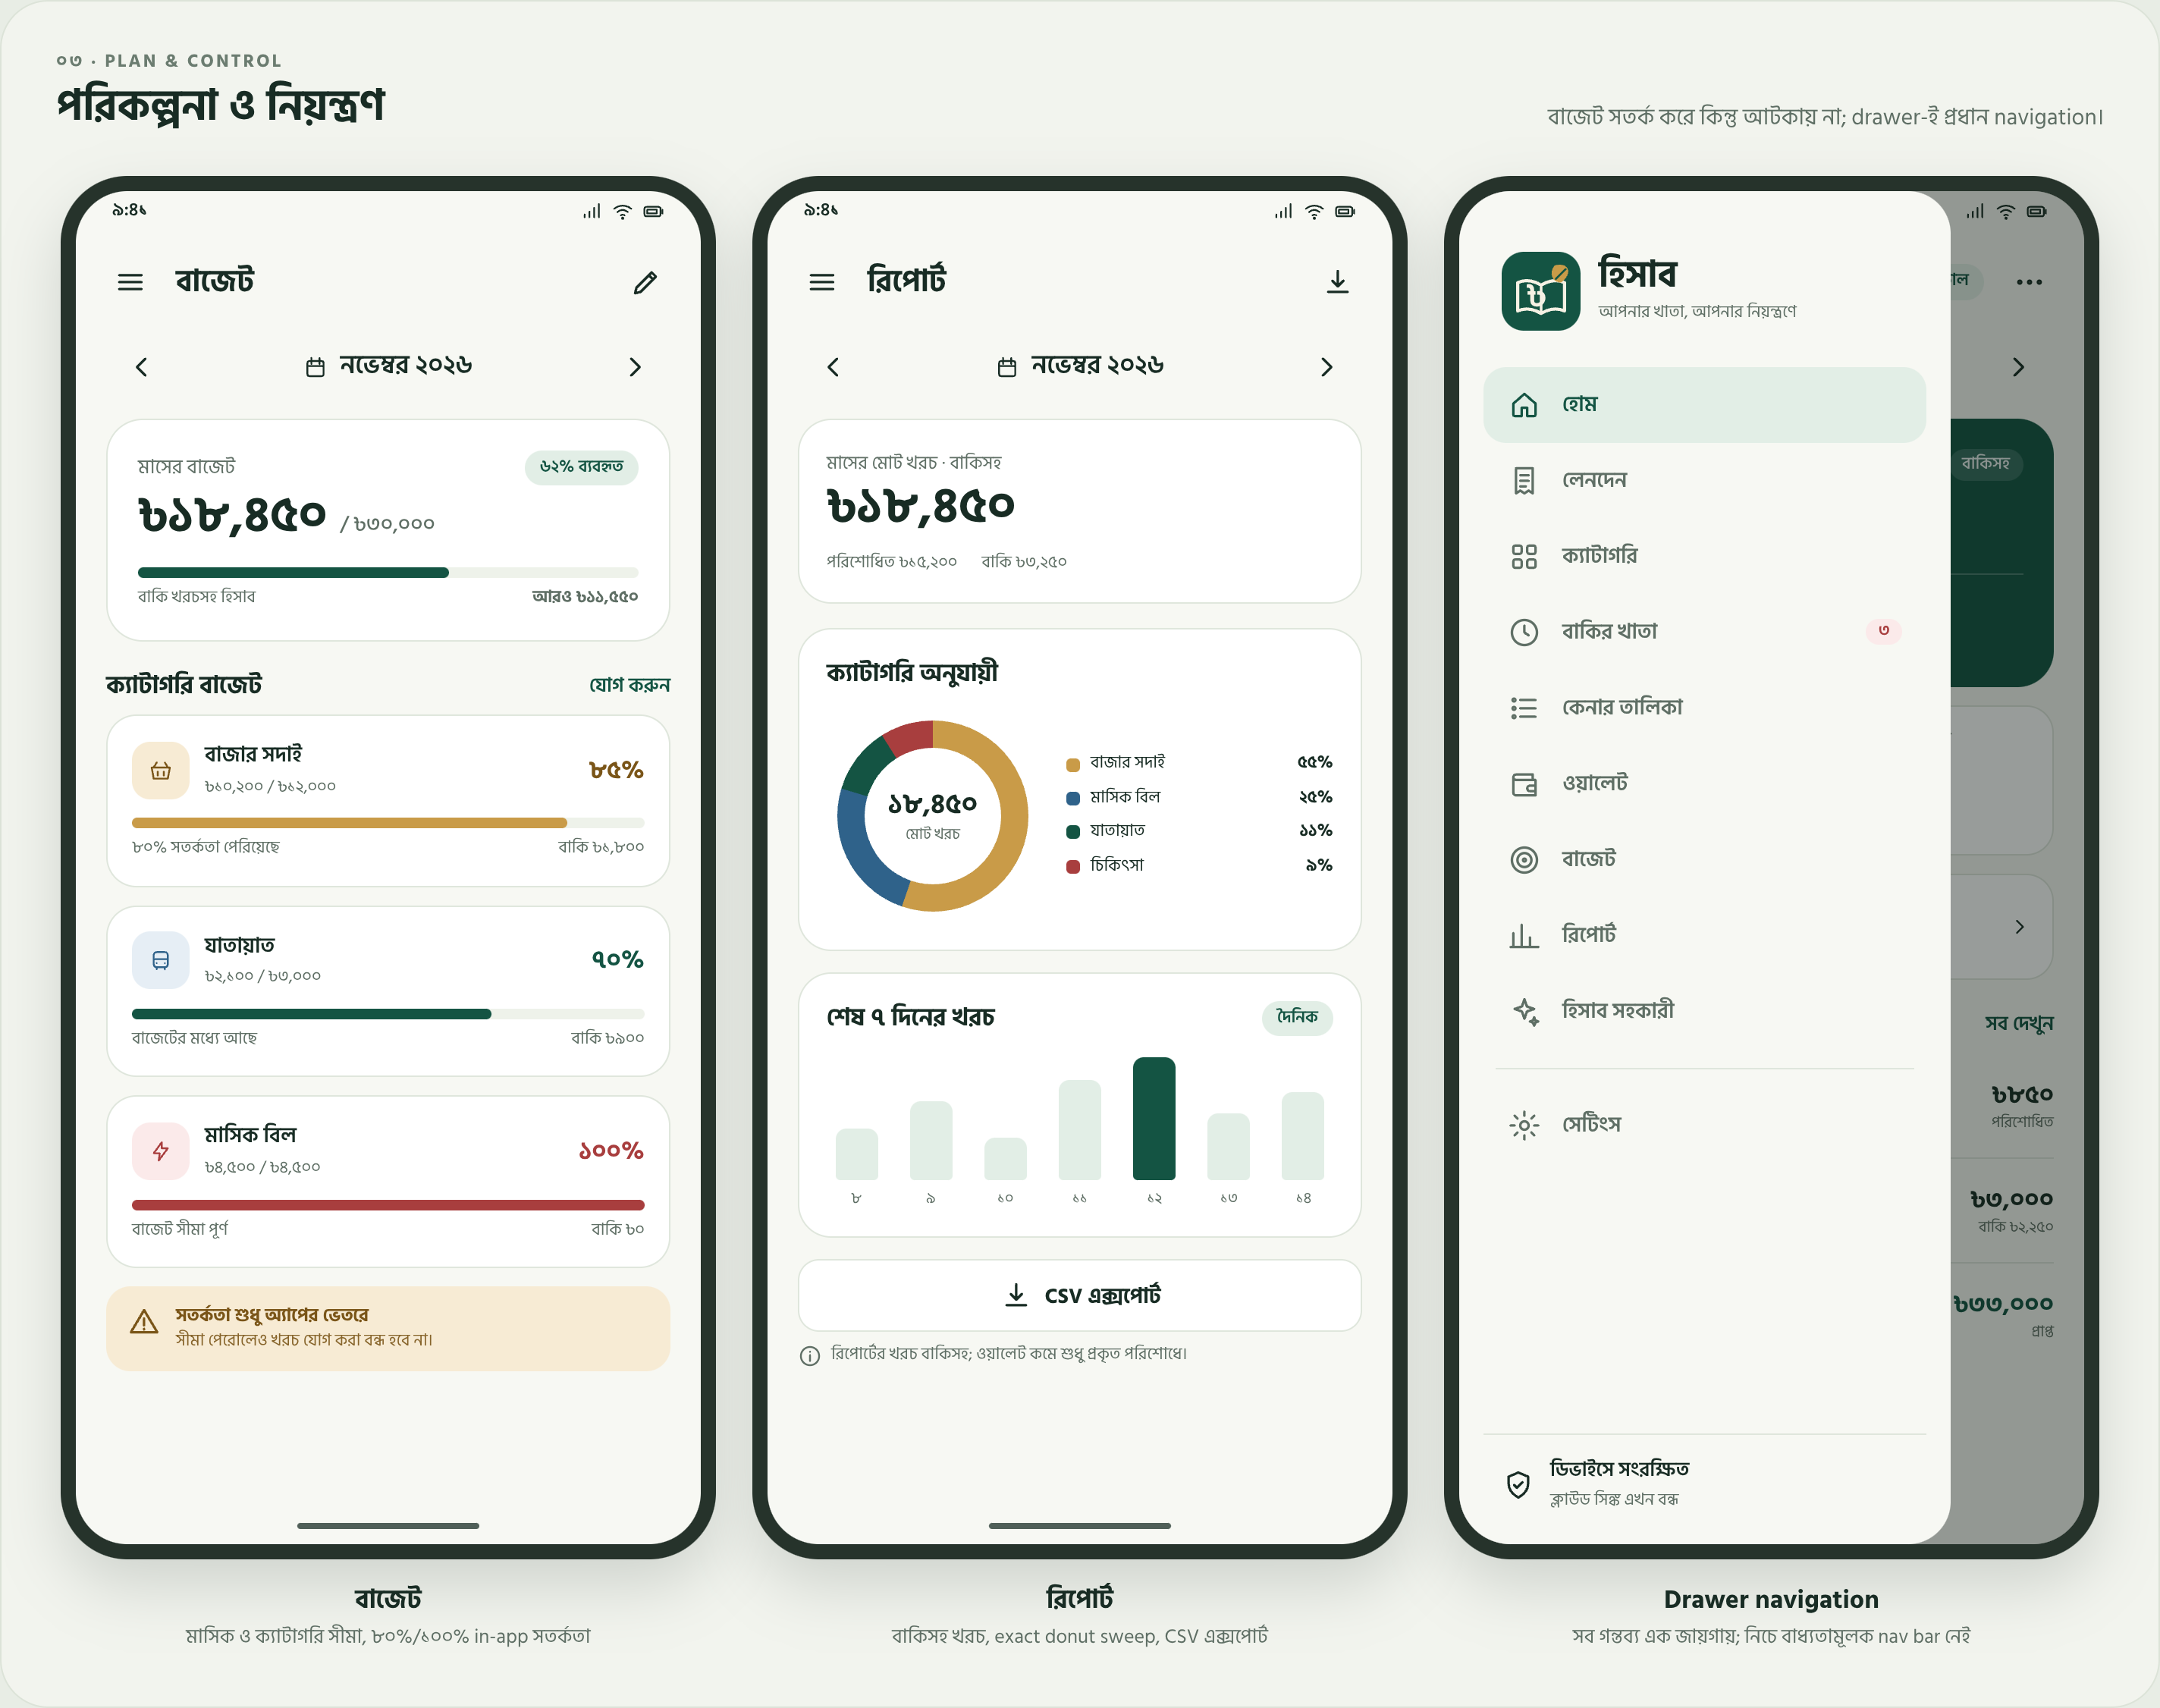 ০৩ · PLAN & CONTROL
পরিকল্পনা ও নিয়ন্ত্রণ
বাজেট সতর্ক করে কিন্তু আটকায় না; drawer-ই প্রধান navigation।
৯:৪১
বাজেট
নভেম্বর ২০২৬
মাসের বাজেট
৬২% ব্যবহৃত
৳১৮,৪৫০ / ৳৩০,০০০
বাকি খরচসহ হিসাব
আরও ৳১১,৫৫০
ক্যাটাগরি বাজেট
যোগ করুন
বাজার সদাই
৳১০,২০০ / ৳১২,০০০
৮৫%
৮০% সতর্কতা পেরিয়েছে
বাকি ৳১,৮০০
যাতায়াত
৳২,১০০ / ৳৩,০০০
৭০%
বাজেটের মধ্যে আছে
বাকি ৳৯০০
মাসিক বিল
৳৪,৫০০ / ৳৪,৫০০
১০০%
বাজেট সীমা পূর্ণ
বাকি ৳০
সতর্কতা শুধু অ্যাপের ভেতরে
সীমা পেরোলেও খরচ যোগ করা বন্ধ হবে না।
বাজেট
মাসিক ও ক্যাটাগরি সীমা, ৮০%/১০০% in-app সতর্কতা
৯:৪১
রিপোর্ট
নভেম্বর ২০২৬
মাসের মোট খরচ · বাকিসহ
৳১৮,৪৫০
পরিশোধিত ৳১৫,২০০ বাকি ৳৩,২৫০
ক্যাটাগরি অনুযায়ী
১৮,৪৫০
মোট খরচ
বাজার সদাই ৫৫%
মাসিক বিল ২৫%
যাতায়াত ১১%
চিকিৎসা ৯%
শেষ ৭ দিনের খরচ
দৈনিক
৮ ৯ ১০ ১১ ১২ ১৩ ১৪
CSV এক্সপোর্ট
রিপোর্টের খরচ বাকিসহ; ওয়ালেট কমে শুধু প্রকৃত পরিশোধে।
রিপোর্ট
বাকিসহ খরচ, exact donut sweep, CSV এক্সপোর্ট
হিসাব
আপনার খাতা, আপনার নিয়ন্ত্রণে
হোম
লেনদেন
ক্যাটাগরি
বাকির খাতা
৩
কেনার তালিকা
ওয়ালেট
বাজেট
রিপোর্ট
হিসাব সহকারী
সেটিংস
ডিভাইসে সংরক্ষিত
ক্লাউড সিঙ্ক এখন বন্ধ
বাকিসহ
সব দেখুন
৳৮৫০
পরিশোধিত
৳৩,০০০
বাকি ৳২,২৫০
৳৩৩,০০০
প্রাপ্ত
Drawer navigation
সব গন্তব্য এক জায়গায়; নিচে বাধ্যতামূলক nav bar নেই